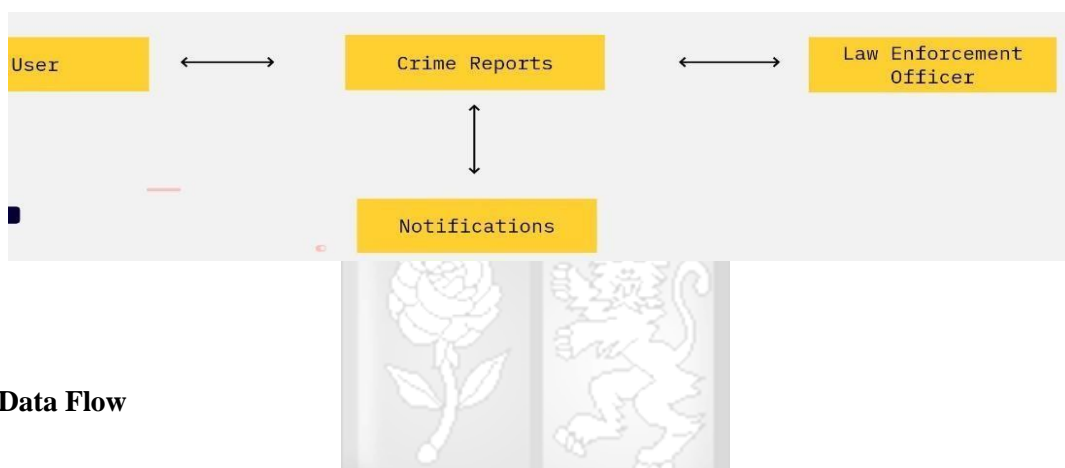 User
Crime Reports
Law Enforcement
Officer
Notifications
Data Flow